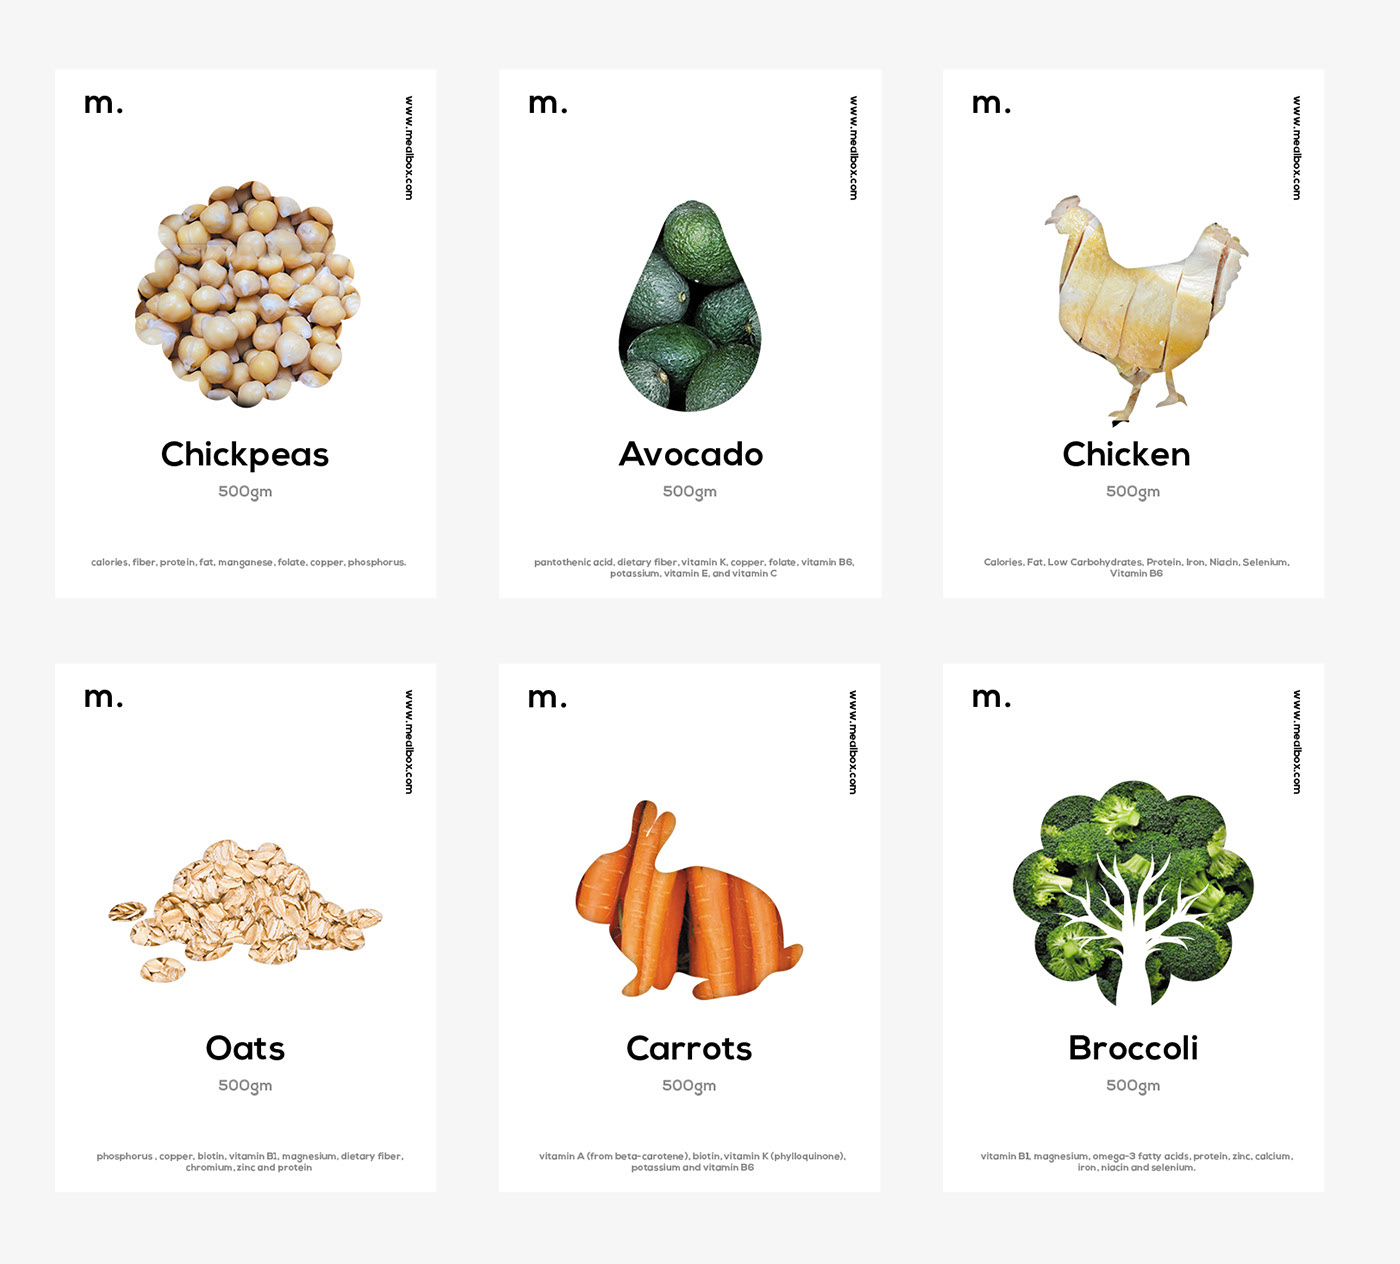 m.
www.mealbox.com
Chickpeas
500gm
calories, fiber, protein, fat, manganese, folate, copper, phosphorus.
m.
www.mealbox.com
Avocado
500gm
pantothenic acid, dietary fiber, vitamin K, copper, folate, vitamin B6,
potassium, vitamin E, and vitamin C
m.
www.mealbox.com
Chicken
500gm
Calories, Fat, Low Carbohydrates, Protein, Iron, Niacin, Selenium,
Vitamin B6
m.
www.mealbox.com
Oats
500gm
phosphorus , copper, biotin, vitamin B1, magnesium, dietary fiber,
chromium, zinc and protein
m.
www.mealbox.com
Carrots
500gm
vitamin A (from beta-carotene), biotin, vitamin K (phylloquinone),
potassium and vitamin B6
m.
www.mealbox.com
Broccoli
500gm
vitamin B1, magnesium, omega-3 fatty acids, protein, zinc, calcium,
iron, niacin and selenium.